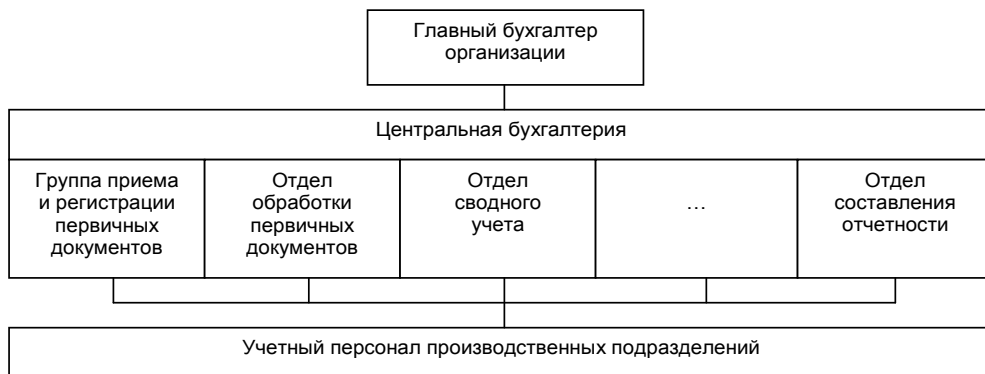 Главный бухгалтер
организации
Центральная бухгалтерия
Группа приема
и регистрации
первичных
документов
Отдел
обработки
первичных
документов
Отдел
сводного
учета
…
Отдел
составления
отчетности
Учетный персонал производственных подразделений